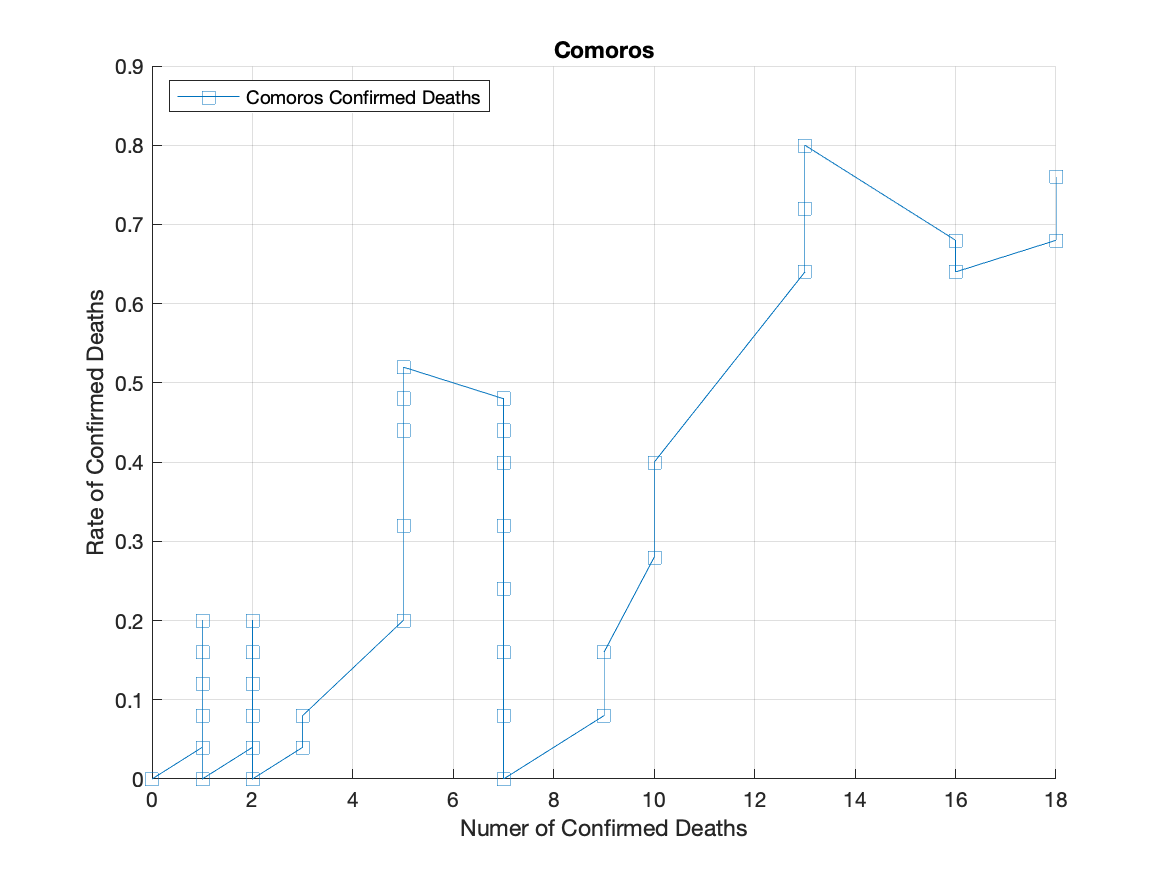 Comoros
Comoros Confirmed Deaths
0.9
0.8
0.7
0.6
0.5
0.4
0.3
0.2
0.1
0
Rate of Confirmed Deaths
0 2 4 6 8 10 12 14 16 18
Numer of Confirmed Deaths